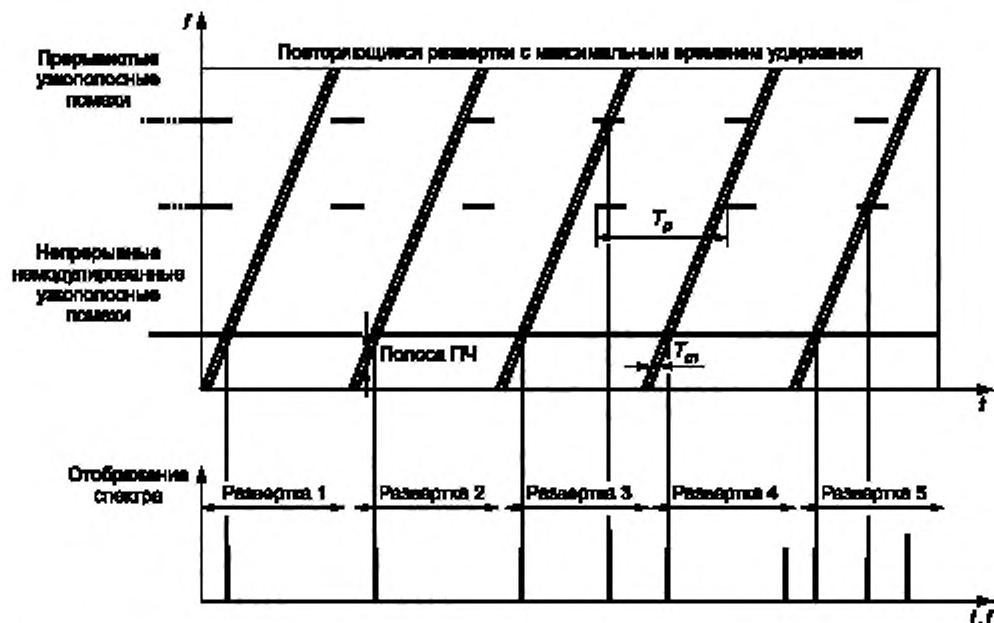 f
Прерывистые
узкополосные
помехи
Повторяющиеся развертки с максимальным временем удержания
Tp
Непрерывные
немодулированные
узкополосные
помехи
Полоса ПЧ
Tm
t
Отображение
спектра
Развертка 1
Развертка 2
Развертка 3
Развертка 4
Развертка 5
t, f